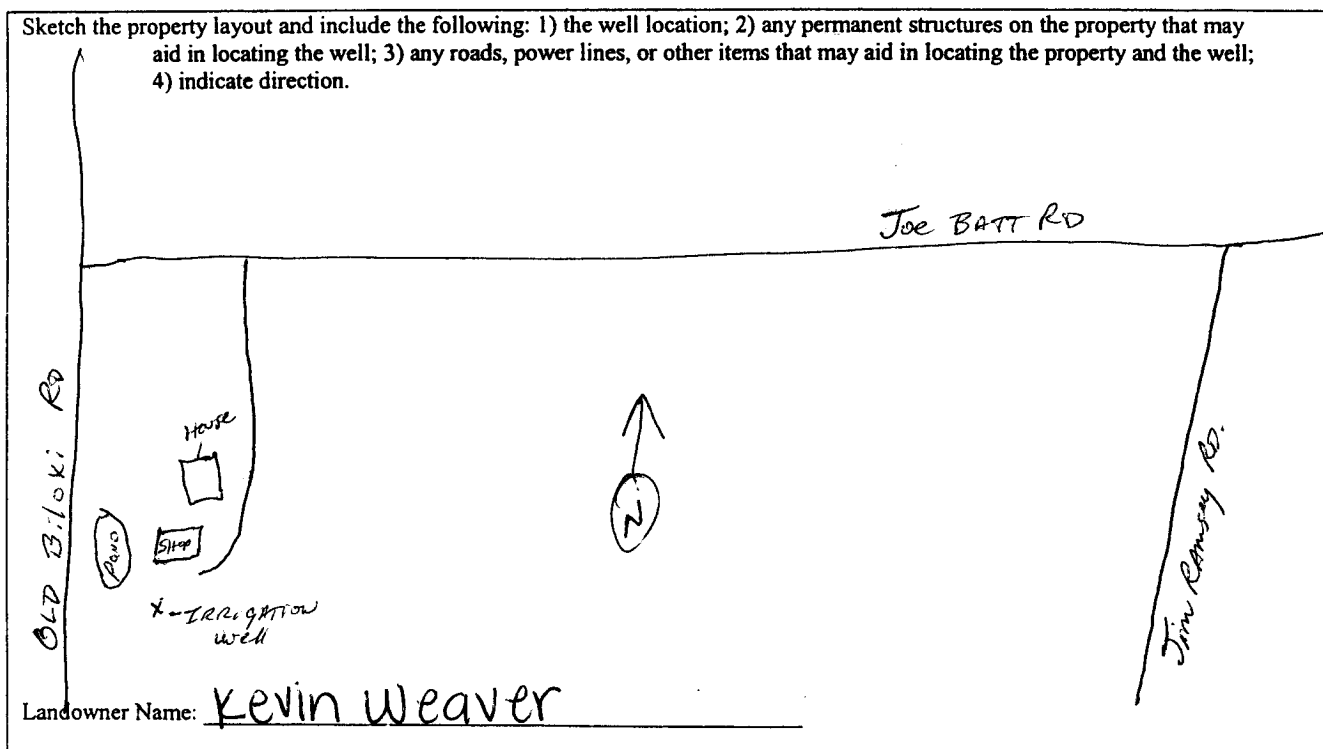 Sketch the property layout and include the following: 1) the well location; 2) any permanent structures on the property that may
aid in locating the well; 3) any roads, power lines, or other items that may aid in locating the property and the well;
4) indicate direction.
Joe BATT RD
OLD Biloxi RD
House
N
Jim RAMSAY RD.
POND
SHOP
x - IRRIGATION
well
Landowner Name: Kevin Weaver